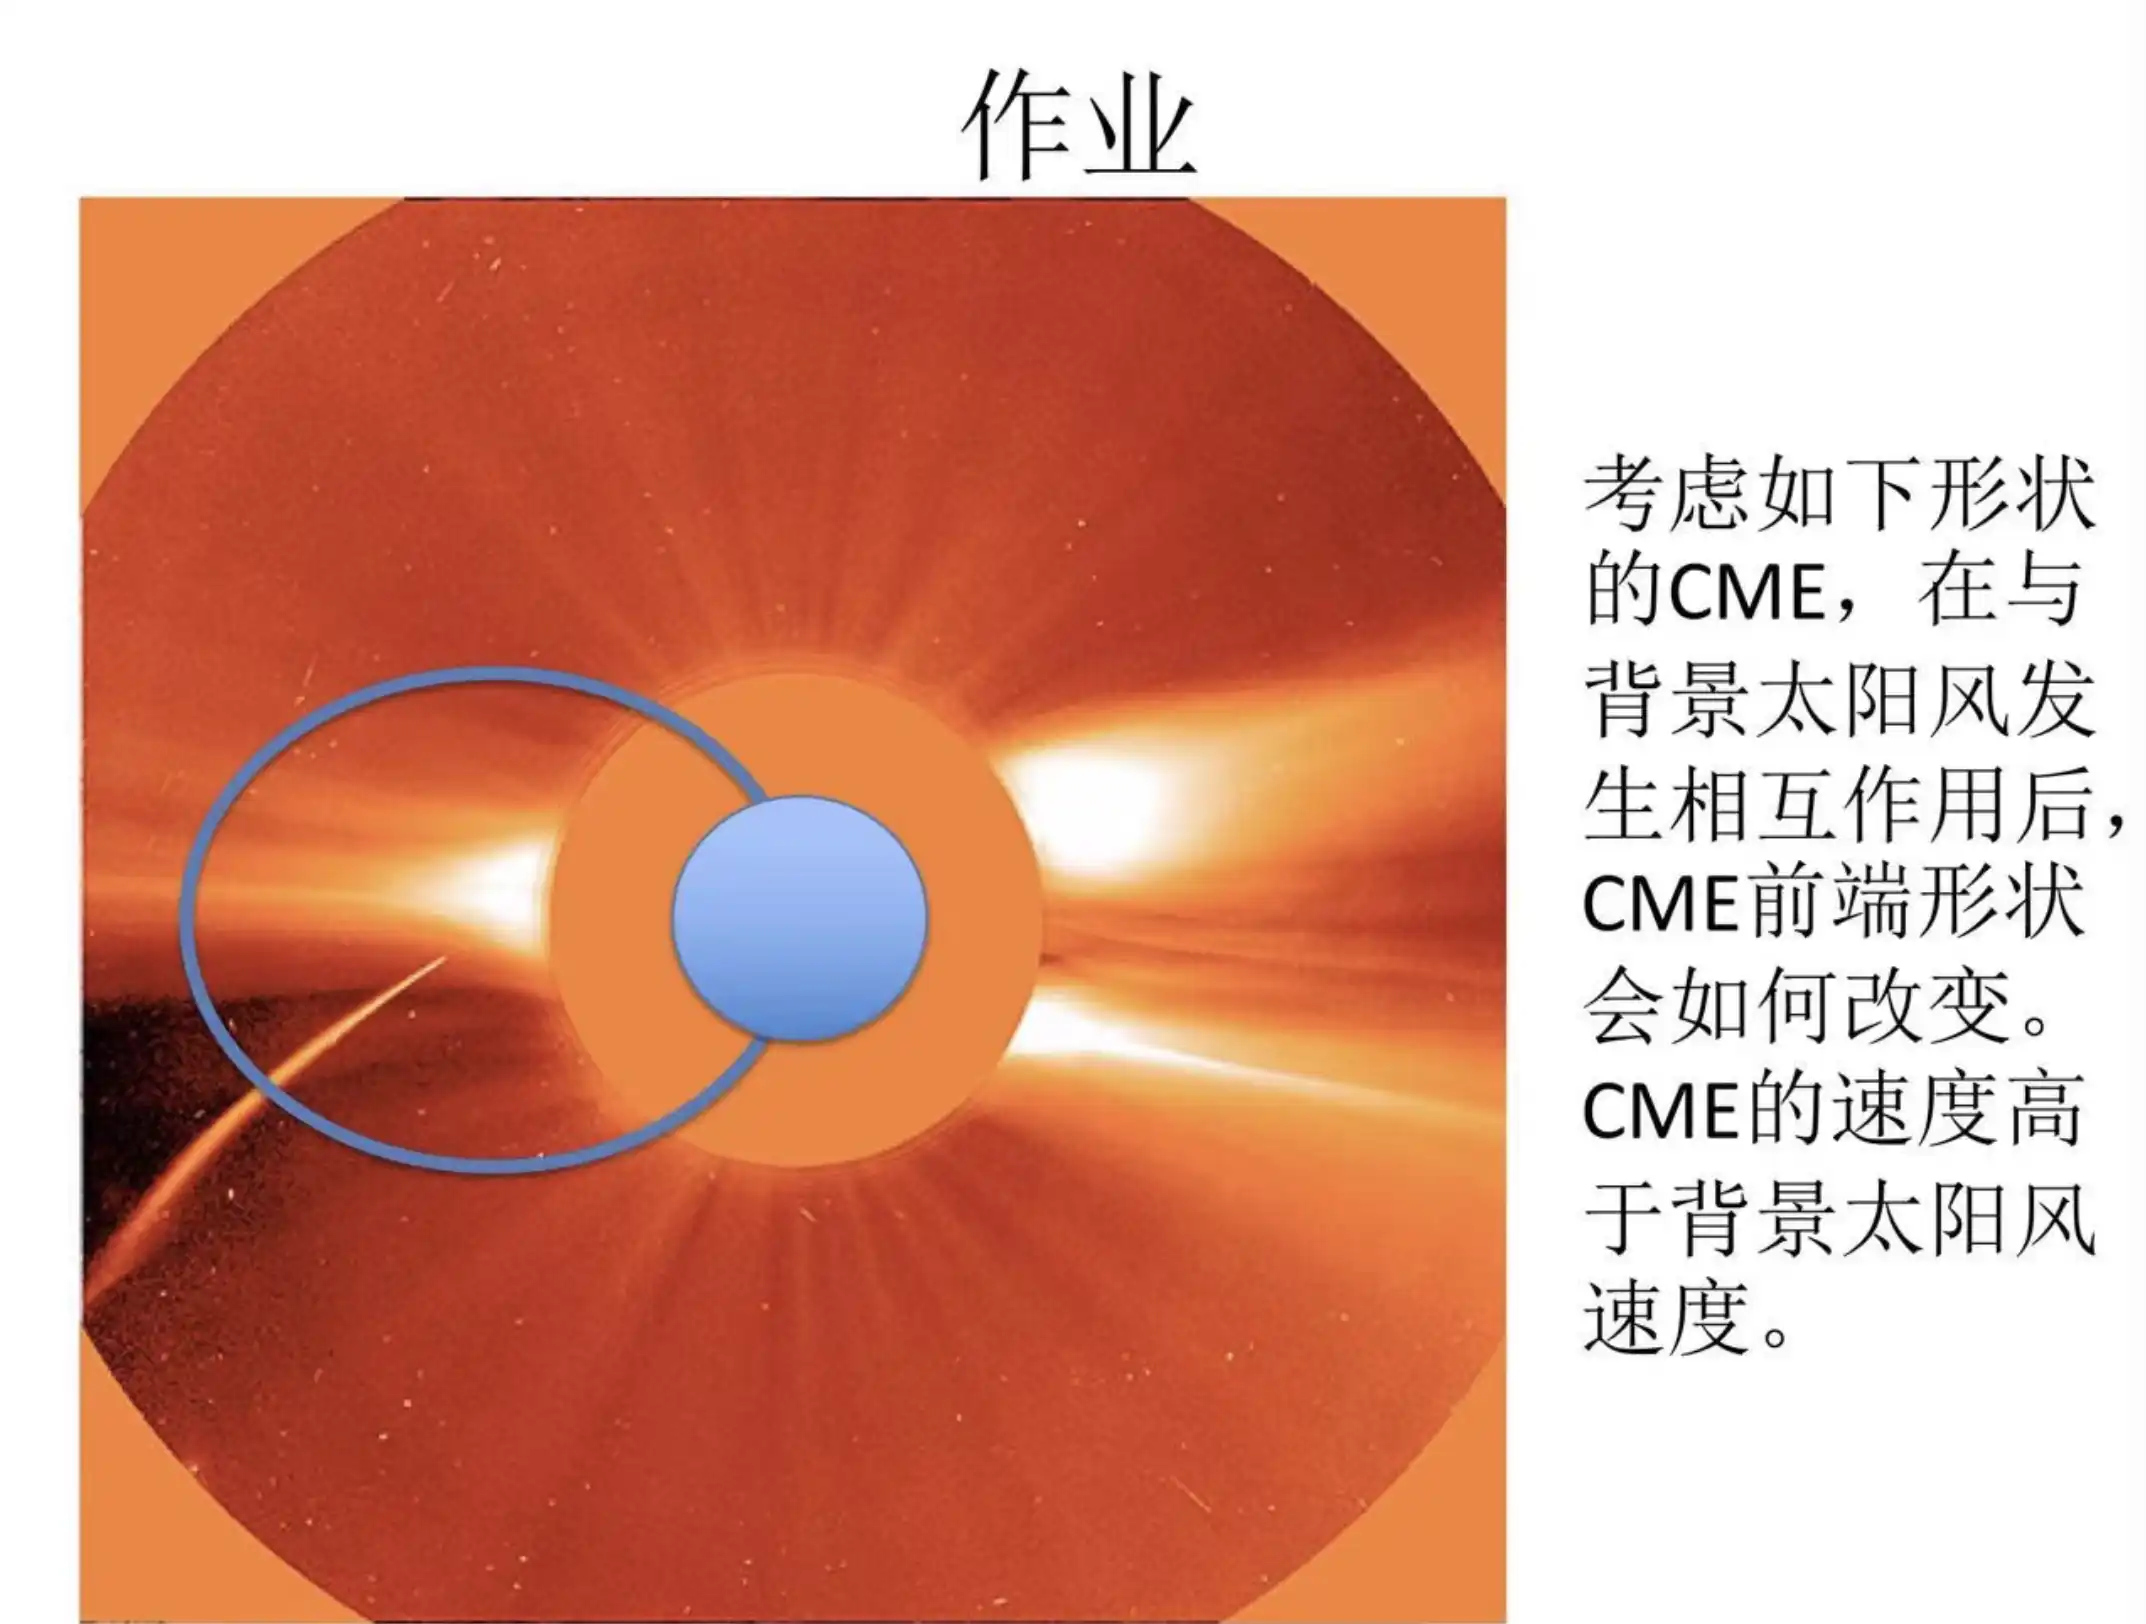 作业
考虑如下形状
的CME，在与
背景太阳风发
生相互作用后，
CME前端形状
会如何改变。
CME的速度高
于背景太阳风
速度。